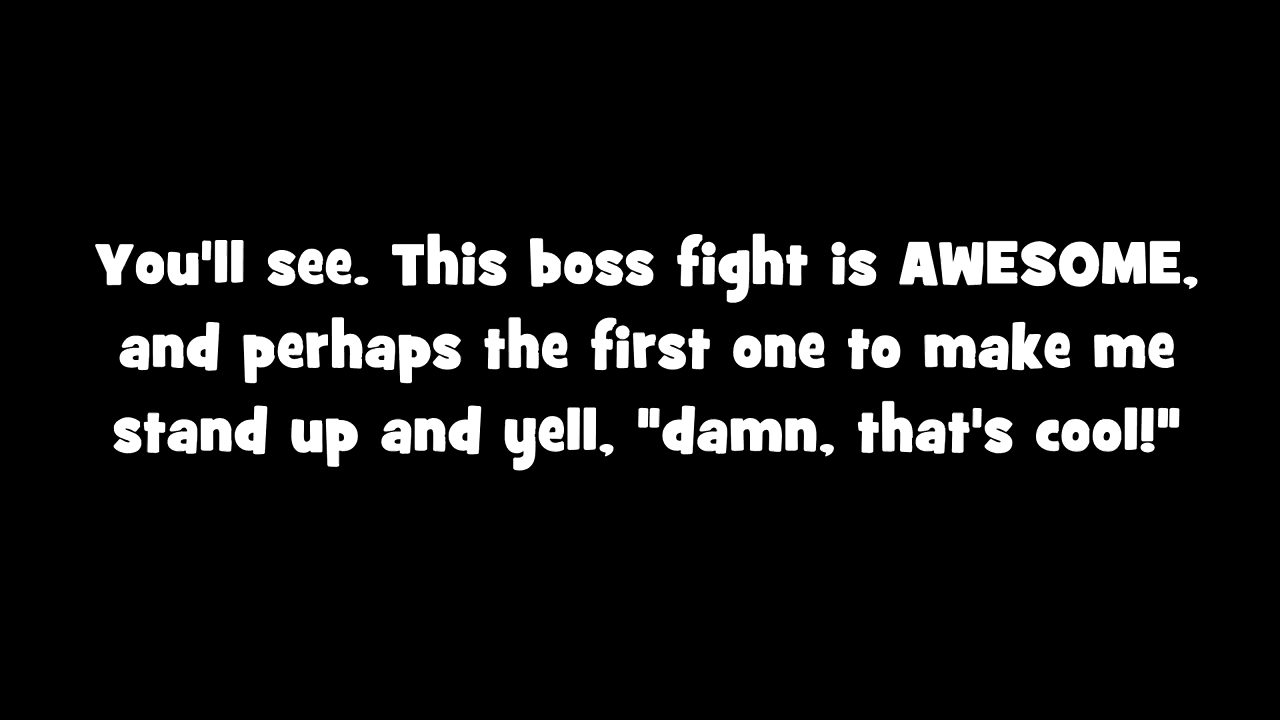 You'll see. This boss fight is AWESOME,
and perhaps the first one to make me
stand up and yell, "damn, that's cool!"